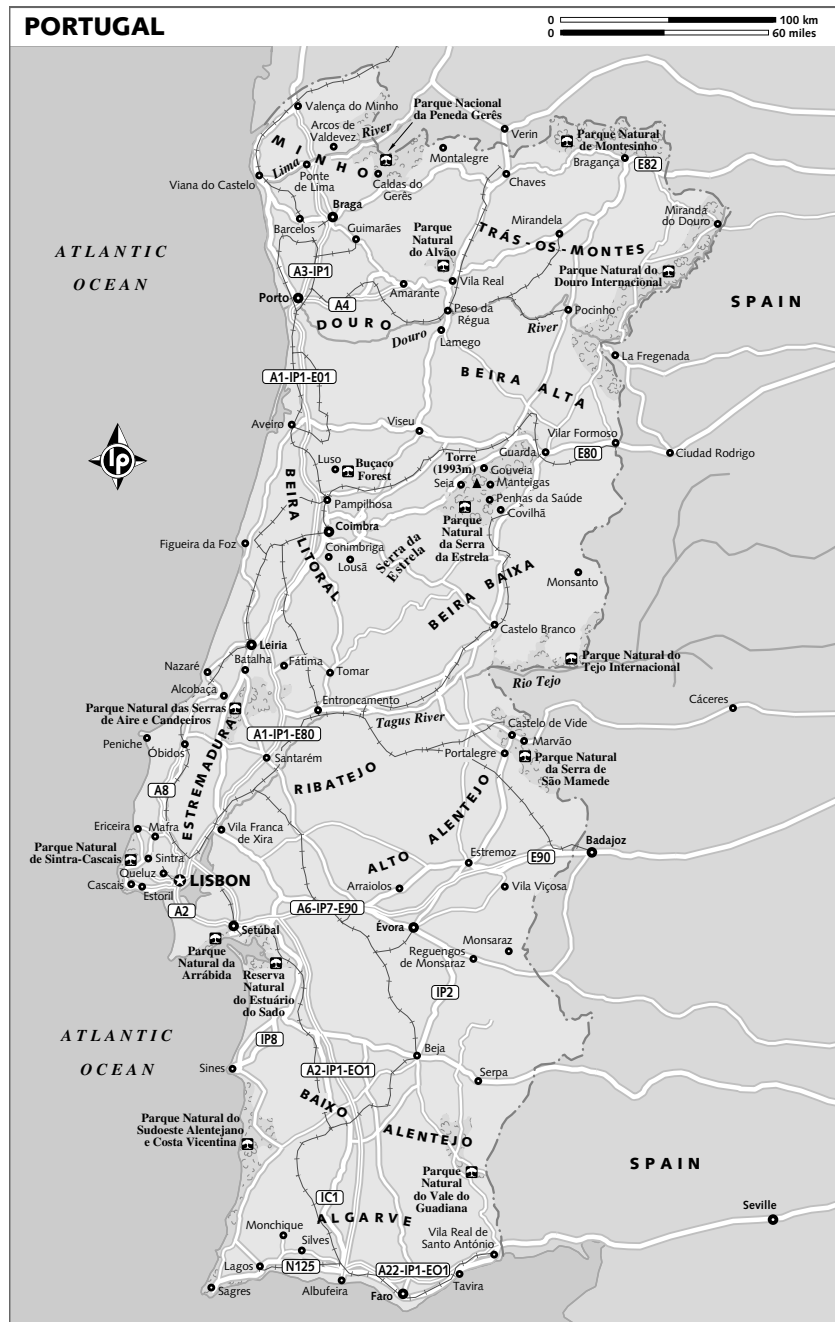 PORTUGAL
0 100 km
0 60 miles
Valença do Minho
Arcos de
Valdevez
River
Parque Nacional
da Peneda Gerês
Verin
Parque Natural
de Montesinho
MINHO
Lima
Ponte
de Lima
Montalegre
Bragança
E82
Viana do Castelo
Caldas do
Gerês
Chaves
Braga
Barcelos
Guimarães
Mirandela
Miranda
do Douro
ATLANTIC
OCEAN
Parque
Natural
do Alvão
TRÁS-OS-MONTES
A3-IP1
Parque Natural do
Douro Internacional
Vila Real
Amarante
SPAIN
Porto
A4
DOURO
Peso da
Régua
Pocinho
Douro
River
Lamego
La Fregenada
A1-IP1-E01
BEIRA ALTA
Aveiro
Viseu
Vilar Formoso
lp
Luso
Buçaco
Forest
Torre
(1993m)
Guarda
E80
Ciudad Rodrigo
Gouveia
Seia
Manteigas
BEIRA
LITORAL
Pampilhosa
Penhas da Saúde
Covilhã
Coimbra
Parque
Natural
da Serra
da Estrela
Figueira da Foz
Conimbriga
Lousã
Serra da
Estrela
Monsanto
BEIRA BAIXA
Castelo Branco
Leiria
Batalha
Fátima
Parque Natural do
Tejo Internacional
Nazaré
Tomar
Rio Tejo
Alcobaça
Entroncamento
Cáceres
Parque Natural das Serras
de Aire e Candeeiros
Tagus River
A1-IP1-E80
Castelo de Vide
Marvão
Peniche
Óbidos
Santarém
Portalegre
Parque Natural
da Serra de
São Mamede
ESTREMADURA
RIBATEJO
A8
Ericeira
Mafra
Vila Franca
de Xira
ALTO ALENTEJO
Badajoz
Parque Natural
de Sintra-Cascais
Sintra
Estremoz
E90
Queluz
LISBON
Cascais
Estoril
Arraiolos
Vila Viçosa
A2
A6-IP7-E90
Setúbal
Évora
Monsaraz
Parque
Natural da
Arrábida
Reserva
Natural
do Estuário
do Sado
Reguengos
de Monsaraz
IP2
ATLANTIC
OCEAN
IP8
Beja
Sines
A2-IP1-EO1
Serpa
BAIXO
ALENTEJO
Parque Natural do
Sudoeste Alentejano
e Costa Vicentina
Parque
Natural
do Vale do
Guadiana
SPAIN
IC1
ALGARVE
Seville
Monchique
Silves
Vila Real de
Santo António
Lagos
N125
A22-IP1-EO1
Sagres
Albufeira
Faro
Tavira